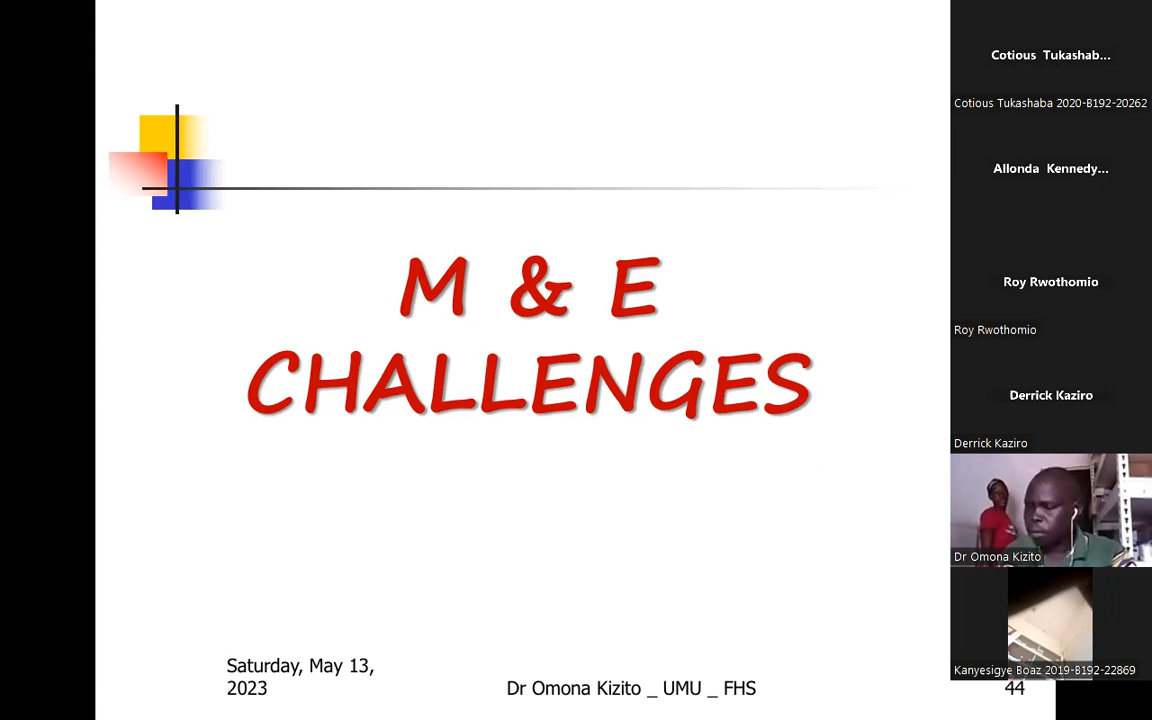 M & E
CHALLENGES
Saturday, May 13,
2023
Dr Omona Kizito _ UMU _ FHS
44
Cotious Tukashab...
Cotious Tukashaba 2020-B192-20262
Allonda Kennedy...
Roy Rwothomio
Roy Rwothomio
Derrick Kaziro
Derrick Kaziro
Dr Omona Kizito
Kanyesigye Boaz 2019-B192-22869